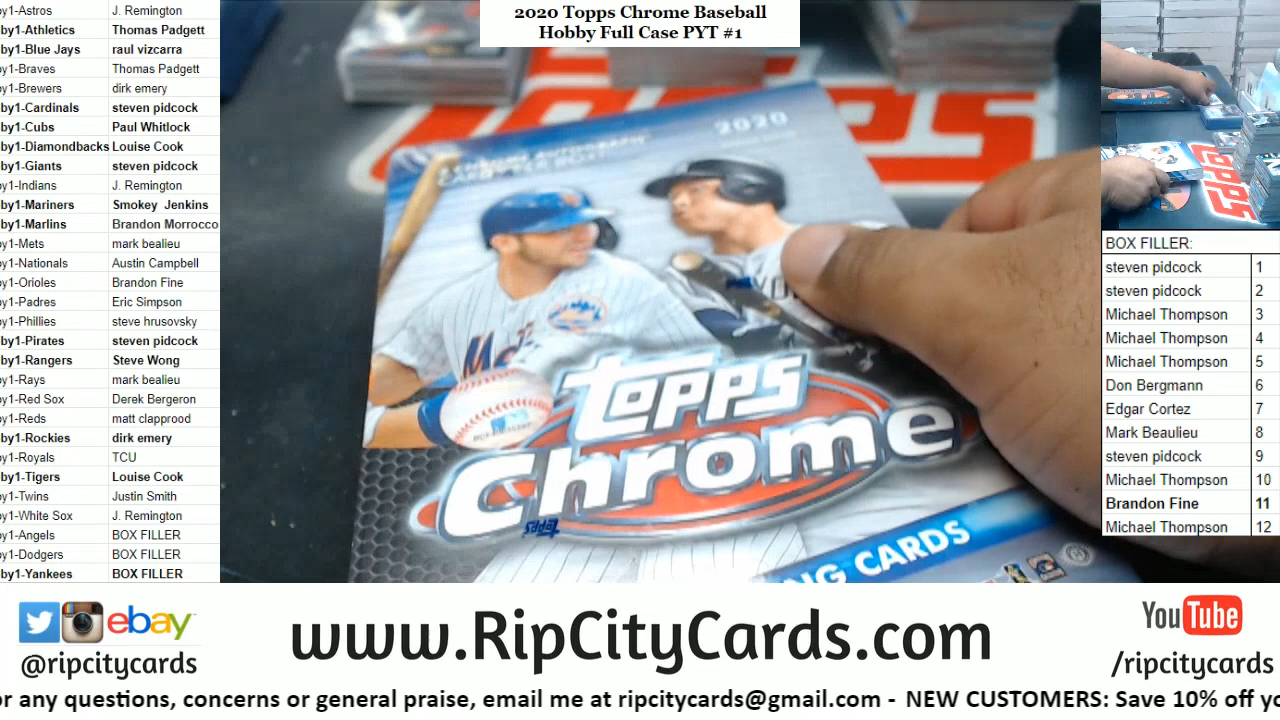 2020 Topps Chrome Baseball
Hobby Full Case PYT #1
by1-Astros J. Remington
by1-Athletics Thomas Padgett
by1-Blue Jays raul vizcarra
by1-Braves Thomas Padgett
by1-Brewers dirk emery
by1-Cardinals steven pidcock
by1-Cubs Paul Whitlock
by1-Diamondbacks Louise Cook
by1-Giants steven pidcock
by1-Indians J. Remington
by1-Mariners Smokey Jenkins
by1-Marlins Brandon Morrocco
by1-Mets mark bealieu
by1-Nationals Austin Campbell
by1-Orioles Brandon Fine
by1-Padres Eric Simpson
by1-Phillies steve hrusovsky
by1-Pirates steven pidcock
by1-Rangers Steve Wong
by1-Rays mark bealieu
by1-Red Sox Derek Bergeron
by1-Reds matt clapprood
by1-Rockies dirk emery
by1-Royals TCU
by1-Tigers Louise Cook
by1-Twins Justin Smith
by1-White Sox J. Remington
by1-Angels BOX FILLER
by1-Dodgers BOX FILLER
by1-Yankees BOX FILLER
topps
2020
Mets
topps
Chrome
topps
NG CARDS
topps
BOX FILLER:
steven pidcock 1
steven pidcock 2
Michael Thompson 3
Michael Thompson 4
Michael Thompson 5
Don Bergmann 6
Edgar Cortez 7
Mark Beaulieu 8
steven pidcock 9
Michael Thompson 10
Brandon Fine 11
Michael Thompson 12
ebay
@ripcitycards
www.RipCityCards.com
YouTube
/ripcitycards
or any questions, concerns or general praise, email me at ripcitycards@gmail.com - NEW CUSTOMERS: Save 10% off yo